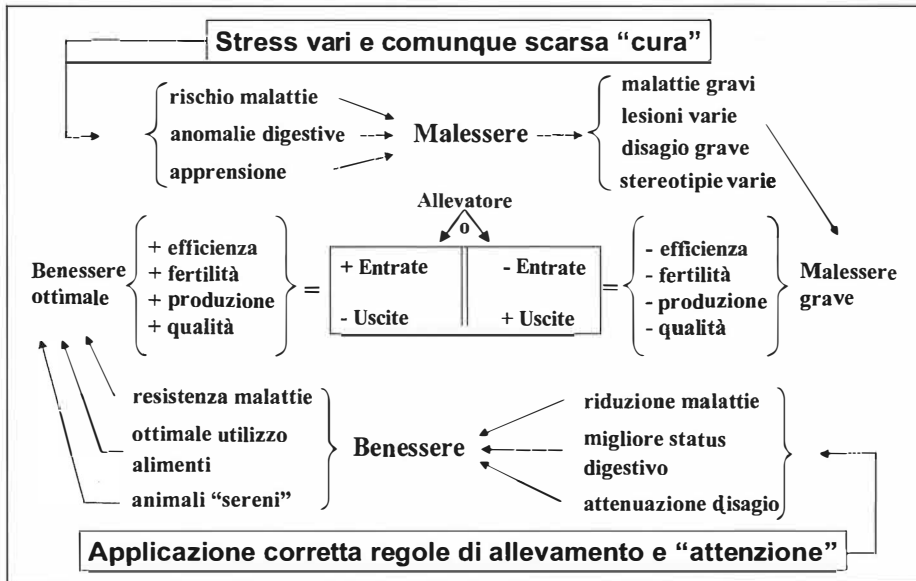 Stress vari e comunque scarsa “cura”
rischio malattie
anomalie digestive
apprensione
Malessere
malattie gravi
lesioni varie
disagio grave
stereotipie varie
Allevatore
o
Benessere
ottimale
+ efficienza
+ fertilità
+ produzione
+ qualità
=
+ Entrate
- Uscite
- Entrate
+ Uscite
=
- efficienza
- fertilità
- produzione
- qualità
Malessere
grave
resistenza malattie
ottimale utilizzo
alimenti
animali “sereni”
Benessere
riduzione malattie
migliore status
digestivo
attenuazione disagio
Applicazione corretta regole di allevamento e “attenzione”